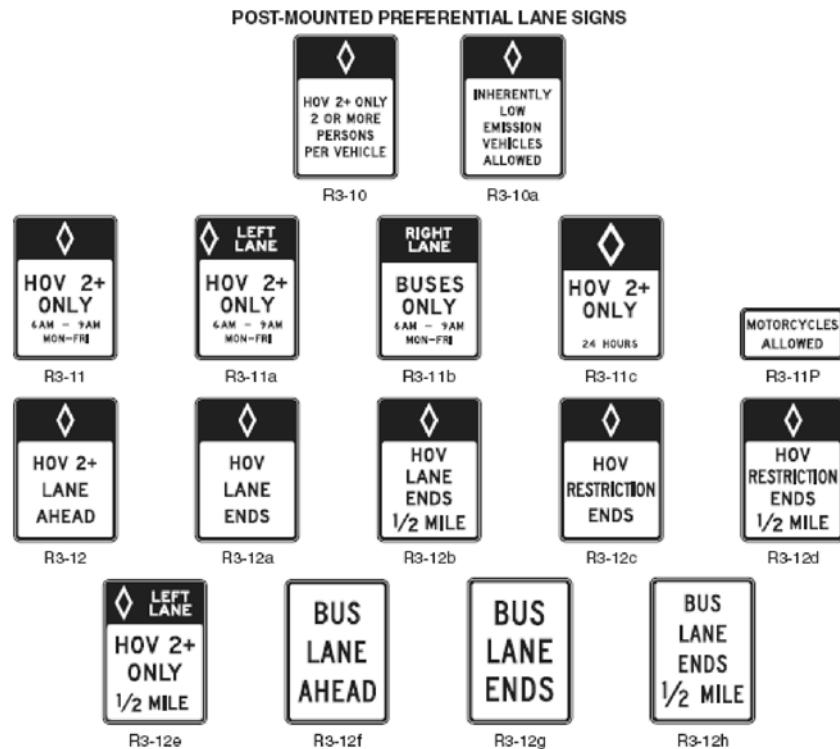 POST-MOUNTED PREFERENTIAL LANE SIGNS
HOV 2+ ONLY
2 OR MORE
PERSONS
PER VEHICLE
R3-10
INHERENTLY
LOW
EMISSION
VEHICLES
ALLOWED
R3-10a
HOV 2+
ONLY
6AM – 9AM
MON–FRI
R3-11
LEFT
LANE
HOV 2+
ONLY
6AM – 9AM
MON–FRI
R3-11a
RIGHT
LANE
BUSES
ONLY
6AM – 9AM
MON–FRI
R3-11b
HOV 2+
ONLY
24 HOURS
R3-11c
MOTORCYCLES
ALLOWED
R3-11P
HOV 2+
LANE
AHEAD
R3-12
HOV
LANE
ENDS
R3-12a
HOV
LANE
ENDS
1/2 MILE
R3-12b
HOV
RESTRICTION
ENDS
R3-12c
HOV
RESTRICTION
ENDS
1/2 MILE
R3-12d
LEFT
LANE
HOV 2+
ONLY
1/2 MILE
R3-12e
BUS
LANE
AHEAD
R3-12f
BUS
LANE
ENDS
R3-12g
BUS
LANE
ENDS
1/2 MILE
R3-12h